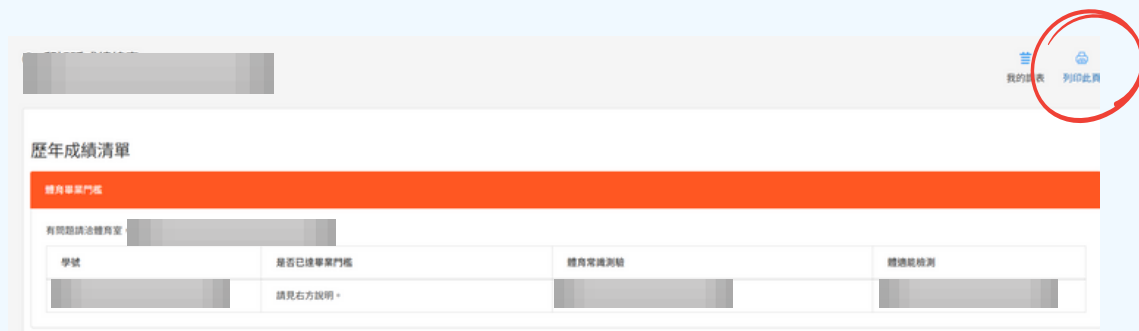 我的課表 列印此頁
歷年成績清單
體育畢業門檻
有問題請洽體育室，
學號 是否已達畢業門檻 體育常識測驗 體適能檢測
請見右方說明。